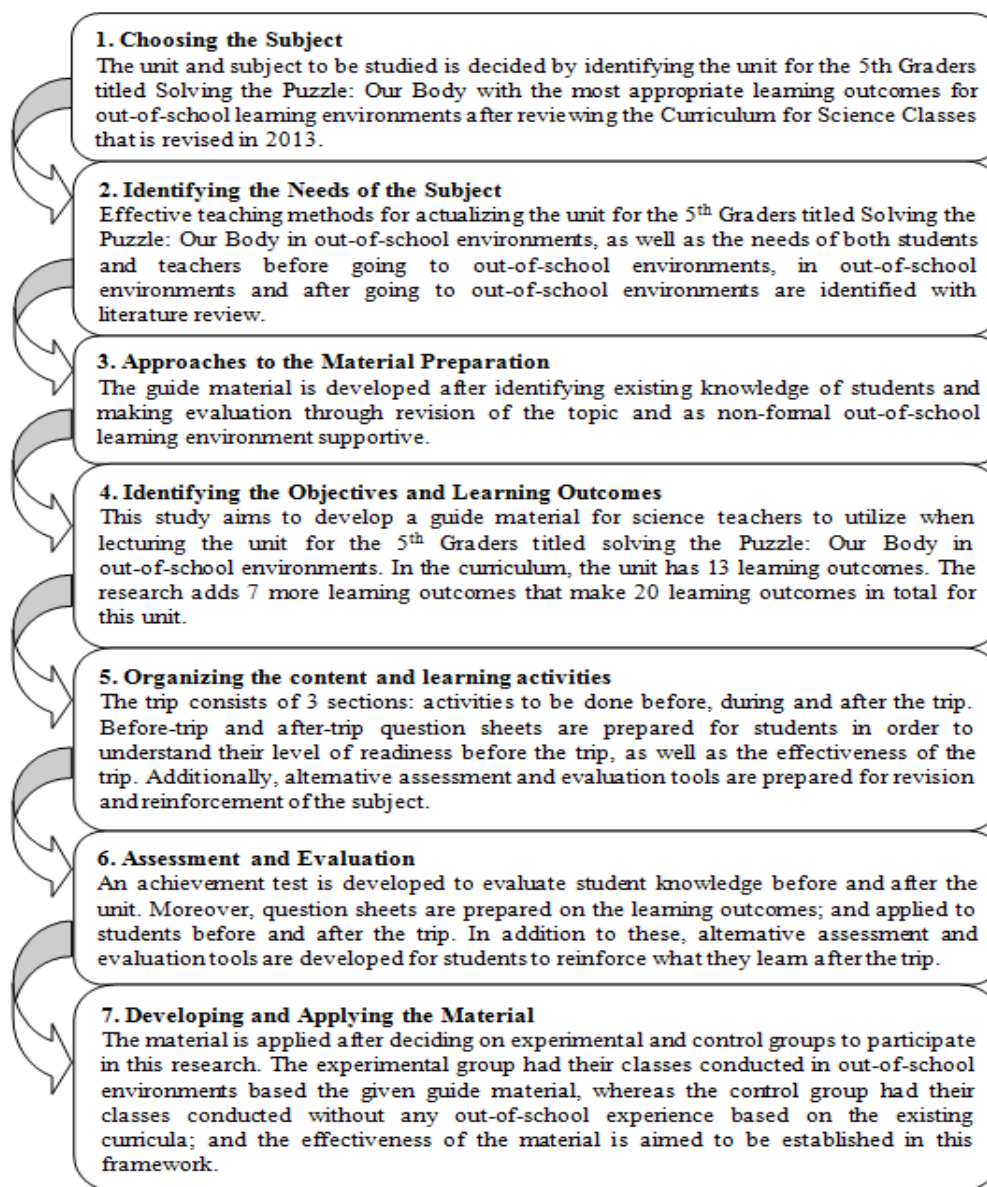 1. Choosing the Subject
The unit and subject to be studied is decided by identifying the unit for the 5th Graders
titled Solving the Puzzle: Our Body with the most appropriate learning outcomes for
out-of-school learning environments after reviewing the Curriculum for Science Classes
that is revised in 2013.
2. Identifying the Needs of the Subject
Effective teaching methods for actualizing the unit for the 5th Graders titled Solving the
Puzzle: Our Body in out-of-school environments, as well as the needs of both students
and teachers before going to out-of-school environments, in out-of-school
environments and after going to out-of-school environments are identified with
literature review.
3. Approaches to the Material Preparation
The guide material is developed after identifying existing knowledge of students and
making evaluation through revision of the topic and as non-formal out-of-school
learning environment supportive.
4. Identifying the Objectives and Learning Outcomes
This study aims to develop a guide material for science teachers to utilize when
lecturing the unit for the 5th Graders titled solving the Puzzle: Our Body in
out-of-school environments. In the curriculum, the unit has 13 learning outcomes. The
research adds 7 more learning outcomes that make 20 learning outcomes in total for
this unit.
5. Organizing the content and learning activities
The trip consists of 3 sections: activities to be done before, during and after the trip.
Before-trip and after-trip question sheets are prepared for students in order to
understand their level of readiness before the trip, as well as the effectiveness of the
trip. Additionally, alternative assessment and evaluation tools are prepared for revision
and reinforcement of the subject.
6. Assessment and Evaluation
An achievement test is developed to evaluate student knowledge before and after the
unit. Moreover, question sheets are prepared on the learning outcomes; and applied to
students before and after the trip. In addition to these, alternative assessment and
evaluation tools are developed for students to reinforce what they learn after the trip.
7. Developing and Applying the Material
The material is applied after deciding on experimental and control groups to participate
in this research. The experimental group had their classes conducted in out-of-school
environments based the given guide material, whereas the control group had their
classes conducted without any out-of-school experience based on the existing
curricula; and the effectiveness of the material is aimed to be established in this
framework.